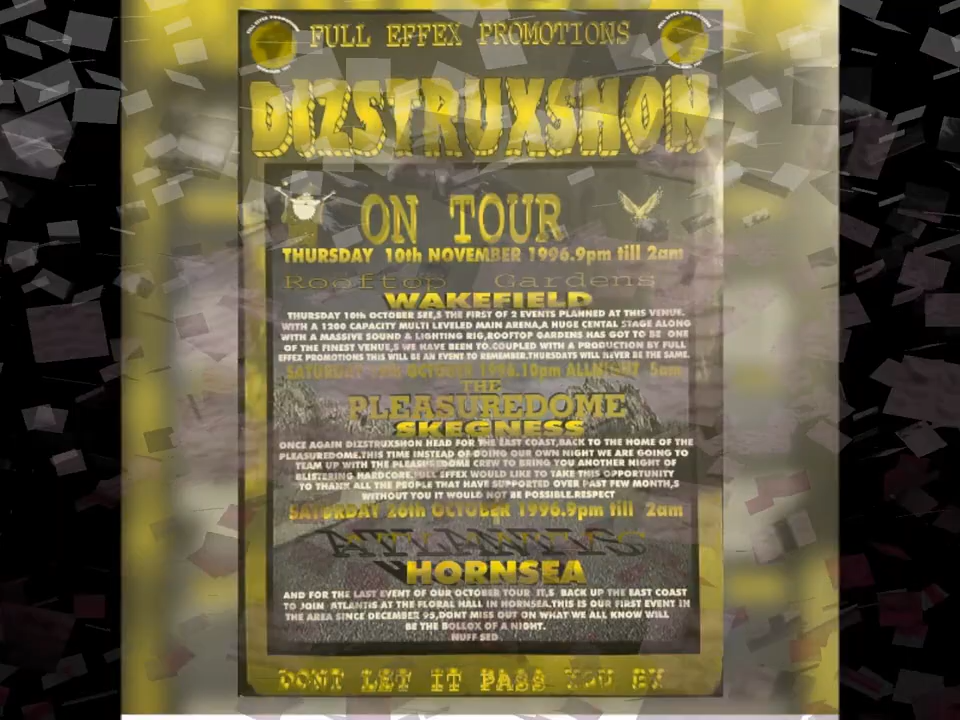 FULL EFFEX PROMOTIONS
DIZSTRUXSHON
ON TOUR
THURSDAY 10th NOVEMBER 1996.9pm till 2am
Rooftop Gardens
WAKEFIELD
THURSDAY 10th OCTOBER SEE,S THE FIRST OF 2 EVENTS PLANNED AT THIS VENUE.
WITH A 1200 CAPACITY MULTI LEVELED MAIN ARENA,A HUGE CENTAL STAGE ALONG
WITH A MASSIVE SOUND & LIGHTING RIG,ROOFTOP GARDENS HAS GOT TO BE ONE
OF THE FINEST VENUE,S WE HAVE BEEN TO.COUPLED WITH A PRODUCTION BY FULL
EFFEX PROMOTIONS THIS WILL BE AN EVENT TO REMEMBER.THURSDAYS WILL NEVER BE THE SAME.
SATURDAY OCTOBER 1996.10pm ALLNIGHT 5am
THE
PLEASUREDOME
SKEGNESS
ONCE AGAIN DIZSTRUXSHON HEAD FOR THE EAST COAST,BACK TO THE HOME OF THE
PLEASUREDOME.THIS TIME INSTEAD OF DOING OUR OWN NIGHT WE ARE GOING TO
TEAM UP WITH THE PLEASUREDOME CREW TO BRING YOU ANOTHER NIGHT OF
BLISTERING HARDCORE.FULL EFFEX WOULD LIKE TO TAKE THIS OPPORTUNITY
TO THANK ALL THE PEOPLE THAT HAVE SUPPORTED OVER PAST FEW MONTH,S
WITHOUT YOU IT WOULD NOT BE POSSIBLE.RESPECT
SATURDAY 26th OCTOBER 1996.9pm till 2am
ATLANTIS
HORNSEA
AND FOR THE LAST EVENT OF OUR OCTOBER TOUR IT,S BACK UP THE EAST COAST
TO JOIN ATLANTIS AT THE FLORAL HALL IN HORNSEA.THIS IS OUR FIRST EVENT IN
THE AREA SINCE DECEMBER 95,DONT MISS OUT ON WHAT WE ALL KNOW WILL
BE THE BOLLOX OF A NIGHT.
NUFF SED
DONT LET IT PASS YOU BY